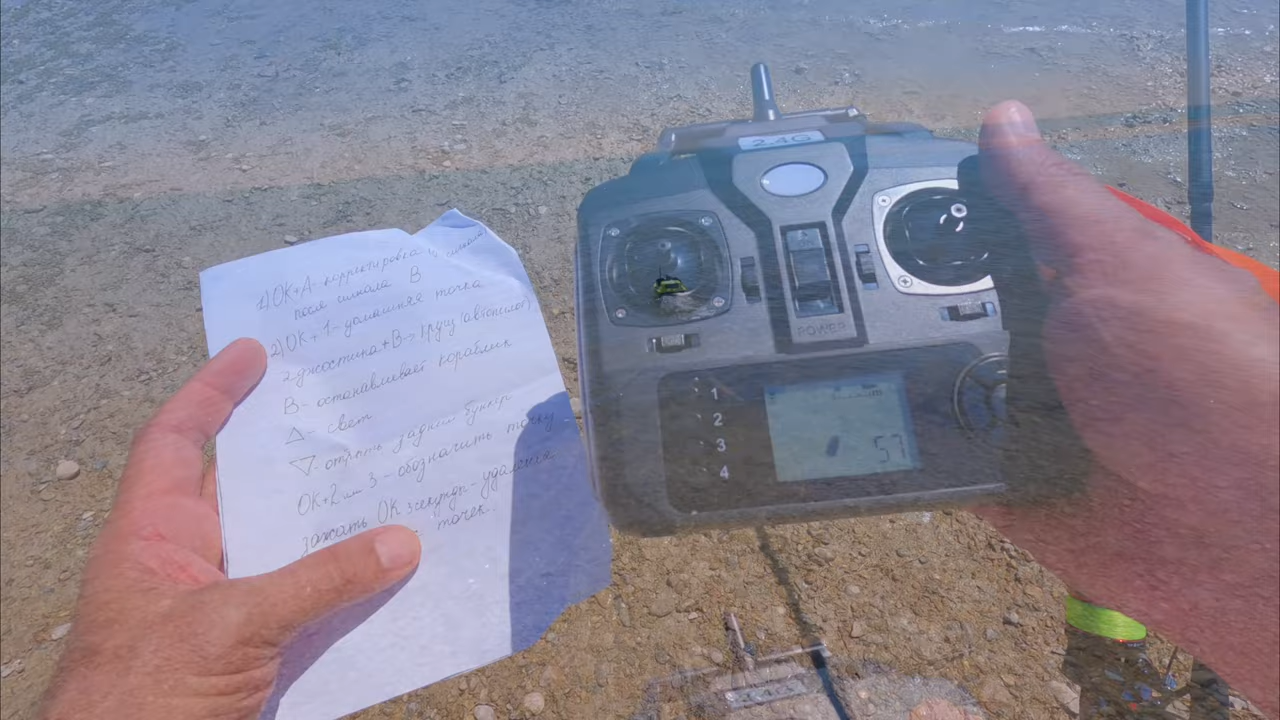 1) ОК+А- корректировка
после сигнала В
2) ОК+1- домашняя точка
2 джостика+В → круиз (автопилот)
В- останавливает кораблик
△- свет
▽- открыть задний бункер
ОК+2 или 3 – обозначить точку
зажать ОК 3 секунды-удаление
точек.
2.4G
POWER
1
2
3
4
57